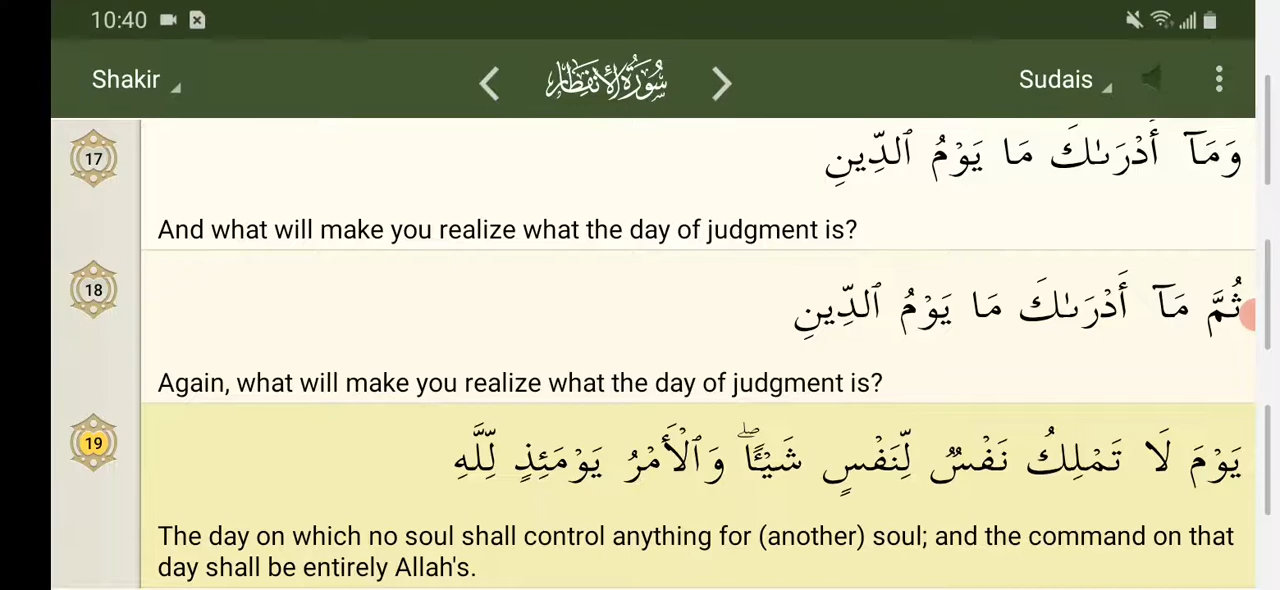 10:40
Shakir
سُورَةُ الانفِطَار
Sudais
17
وَمَآ أَدْرَىٰكَ مَا يَوْمُ ٱلدِّينِ
And what will make you realize what the day of judgment is?
18
ثُمَّ مَآ أَدْرَىٰكَ مَا يَوْمُ ٱلدِّينِ
Again, what will make you realize what the day of judgment is?
19
يَوْمَ لَا تَمْلِكُ نَفْسٌ لِّنَفْسٍ شَيْـًٔا ۖ وَٱلْأَمْرُ يَوْمَئِذٍ لِّلَّهِ
The day on which no soul shall control anything for (another) soul; and the command on that
day shall be entirely Allah's.